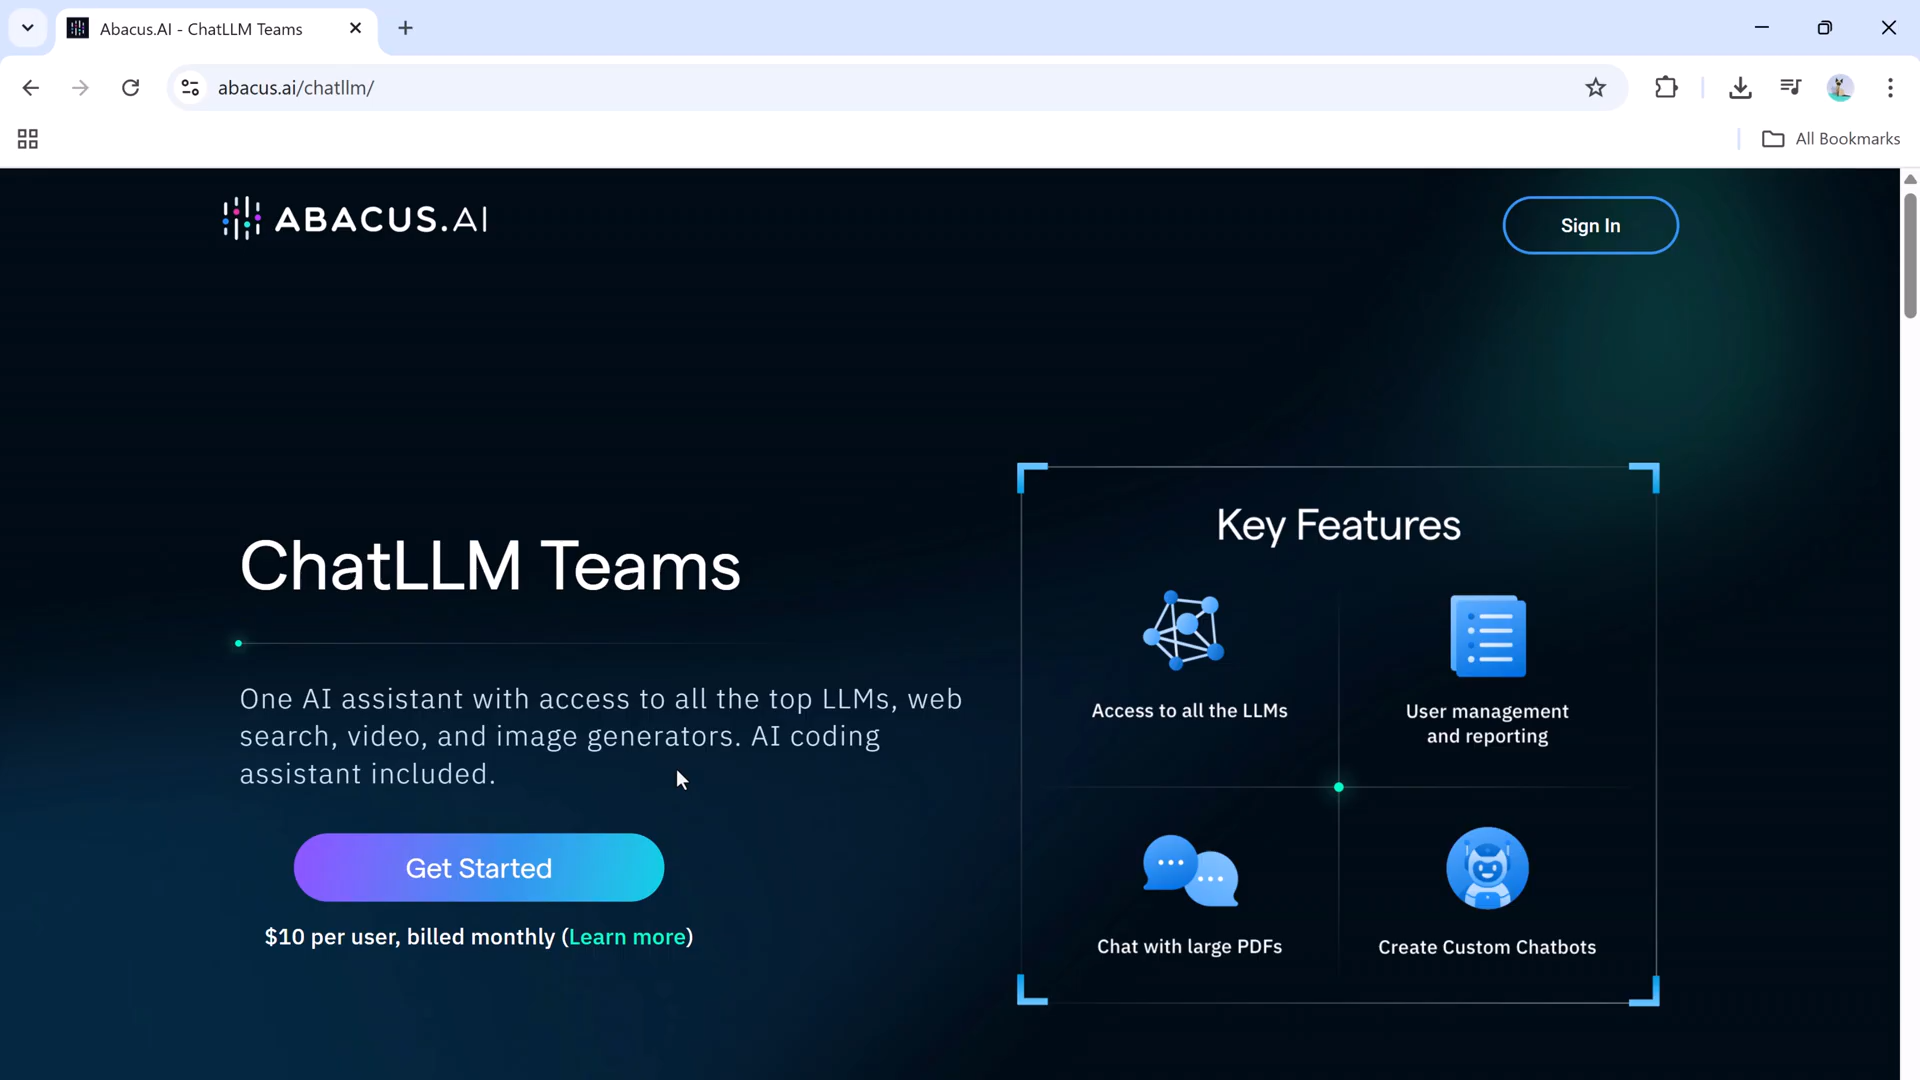 Abacus.AI - ChatLLM Teams
abacus.ai/chatllm/
All Bookmarks
ABACUS.AI
Sign In
ChatLLM Teams
One AI assistant with access to all the top LLMs, web
search, video, and image generators. AI coding
assistant included.
Get Started
$10 per user, billed monthly (Learn more)
Key Features
Access to all the LLMs
User management
and reporting
Chat with large PDFs
Create Custom Chatbots